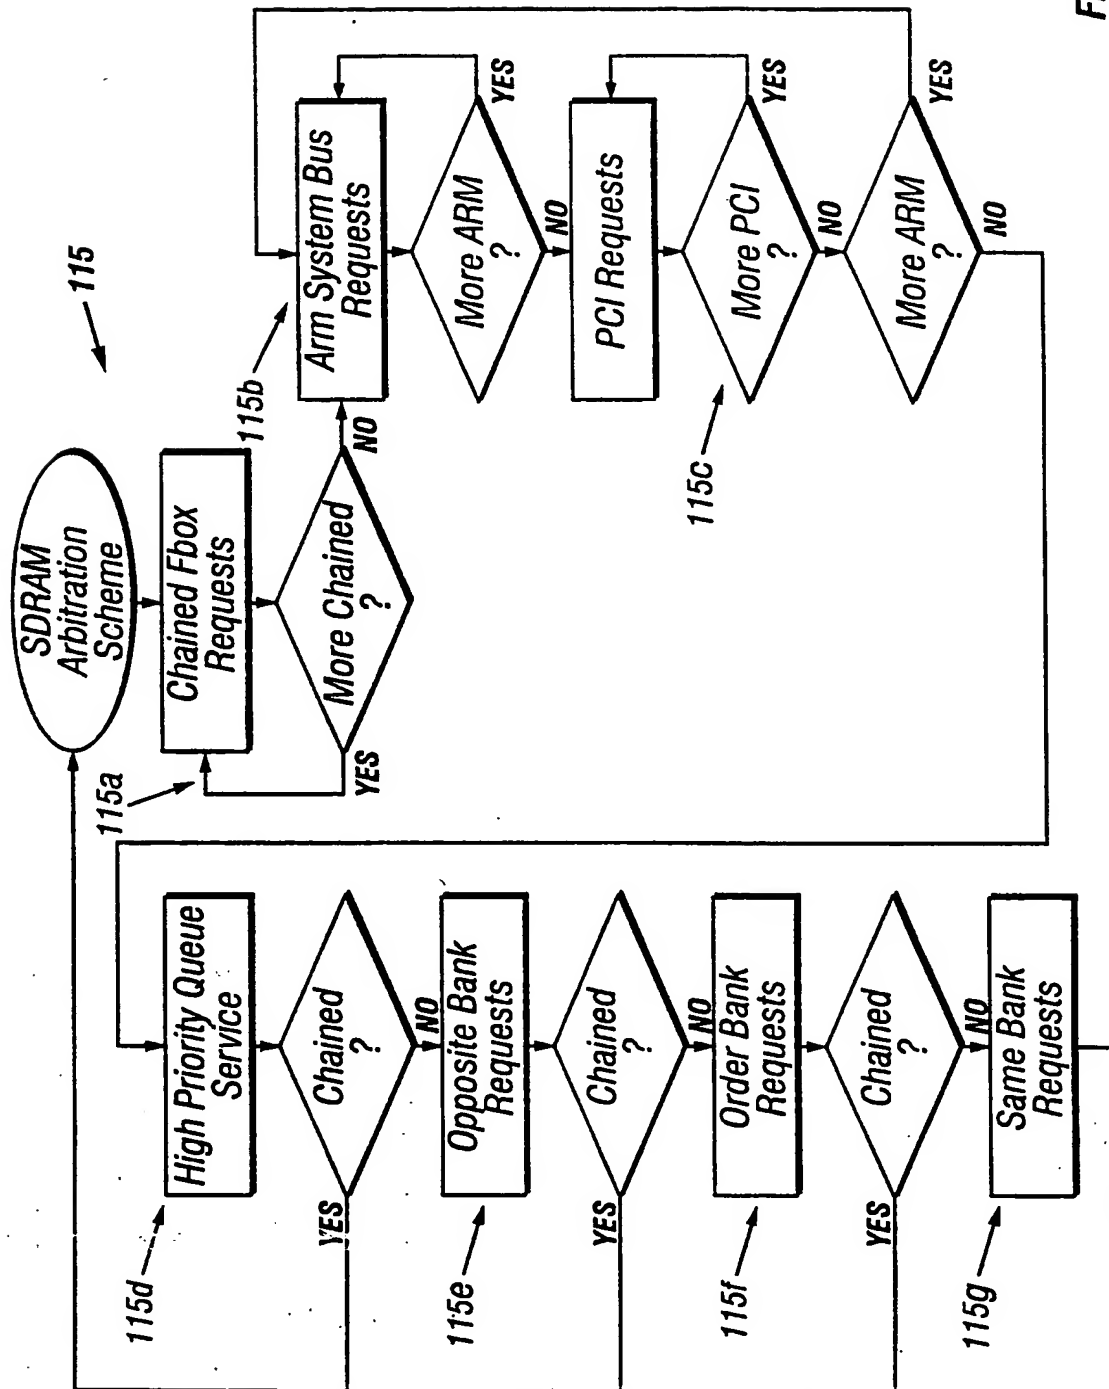 115
SDRAM
Arbitration
Scheme
115a
Chained Fbox
Requests
More Chained
?
YES
NO
115b
Arm System Bus
Requests
More ARM
?
YES
NO
PCI Requests
115c
More PCI
?
YES
NO
More ARM
?
YES
NO
115d
High Priority Queue
Service
Chained
?
YES
NO
115e
Opposite Bank
Requests
Chained
?
YES
NO
115f
Order Bank
Requests
Chained
?
YES
NO
115g
Same Bank
Requests